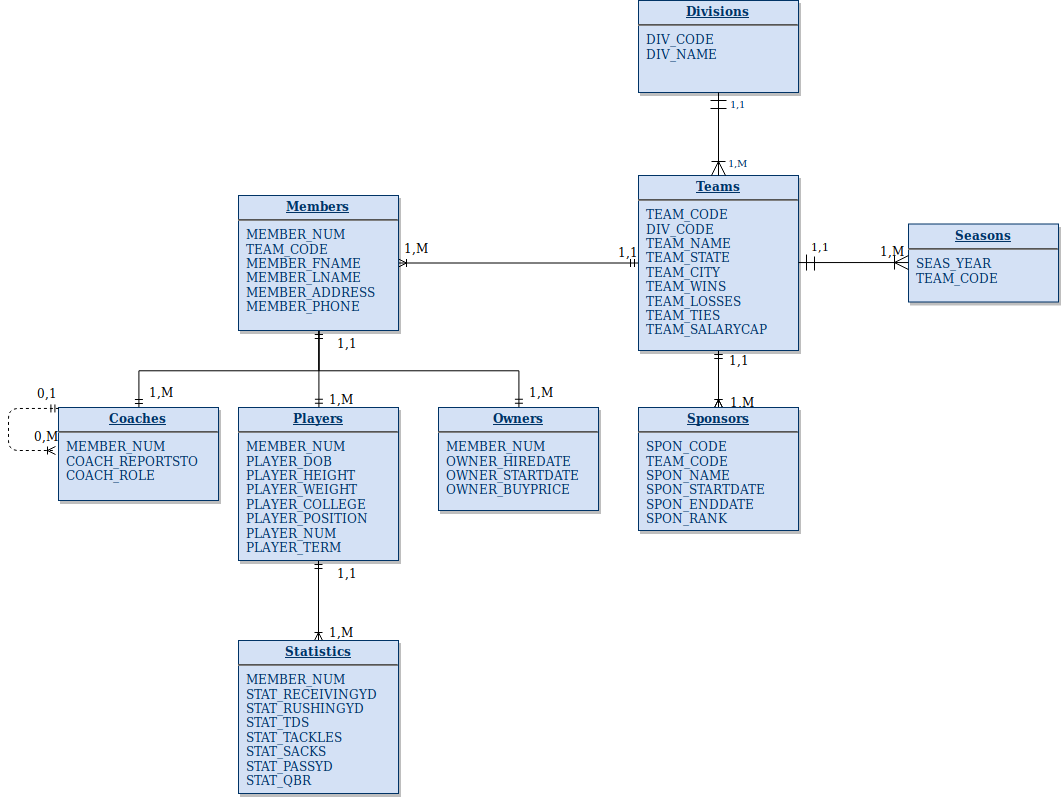 Divisions
DIV_CODE
DIV_NAME
1,1
1,M
Teams
TEAM_CODE
DIV_CODE
TEAM_NAME
TEAM_STATE
TEAM_CITY
TEAM_WINS
TEAM_LOSSES
TEAM_TIES
TEAM_SALARYCAP
Members
MEMBER_NUM
TEAM_CODE
MEMBER_FNAME
MEMBER_LNAME
MEMBER_ADDRESS
MEMBER_PHONE
1,M
1,1
1,1
1,M
Seasons
SEAS_YEAR
TEAM_CODE
1,1
1,M
1,M
1,M
1,1
1,M
0,1
0,M
Coaches
MEMBER_NUM
COACH_REPORTSTO
COACH_ROLE
Players
MEMBER_NUM
PLAYER_DOB
PLAYER_HEIGHT
PLAYER_WEIGHT
PLAYER_COLLEGE
PLAYER_POSITION
PLAYER_NUM
PLAYER_TERM
Owners
MEMBER_NUM
OWNER_HIREDATE
OWNER_STARTDATE
OWNER_BUYPRICE
Sponsors
SPON_CODE
TEAM_CODE
SPON_NAME
SPON_STARTDATE
SPON_ENDDATE
SPON_RANK
1,1
1,M
Statistics
MEMBER_NUM
STAT_RECEIVINGYD
STAT_RUSHINGYD
STAT_TDS
STAT_TACKLES
STAT_SACKS
STAT_PASSYD
STAT_QBR